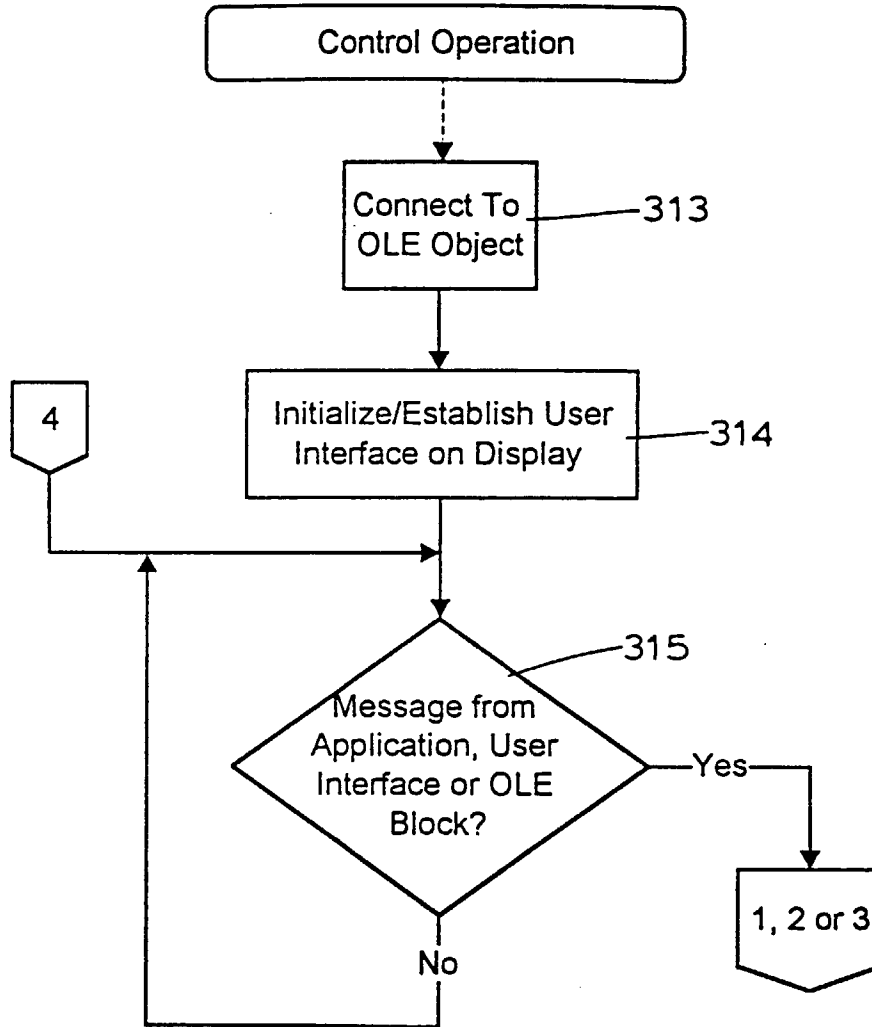 Control Operation
Connect To
OLE Object
313
4
Initialize/Establish User
Interface on Display
314
315
Message from
Application, User
Interface or OLE
Block?
Yes
1, 2 or 3
No